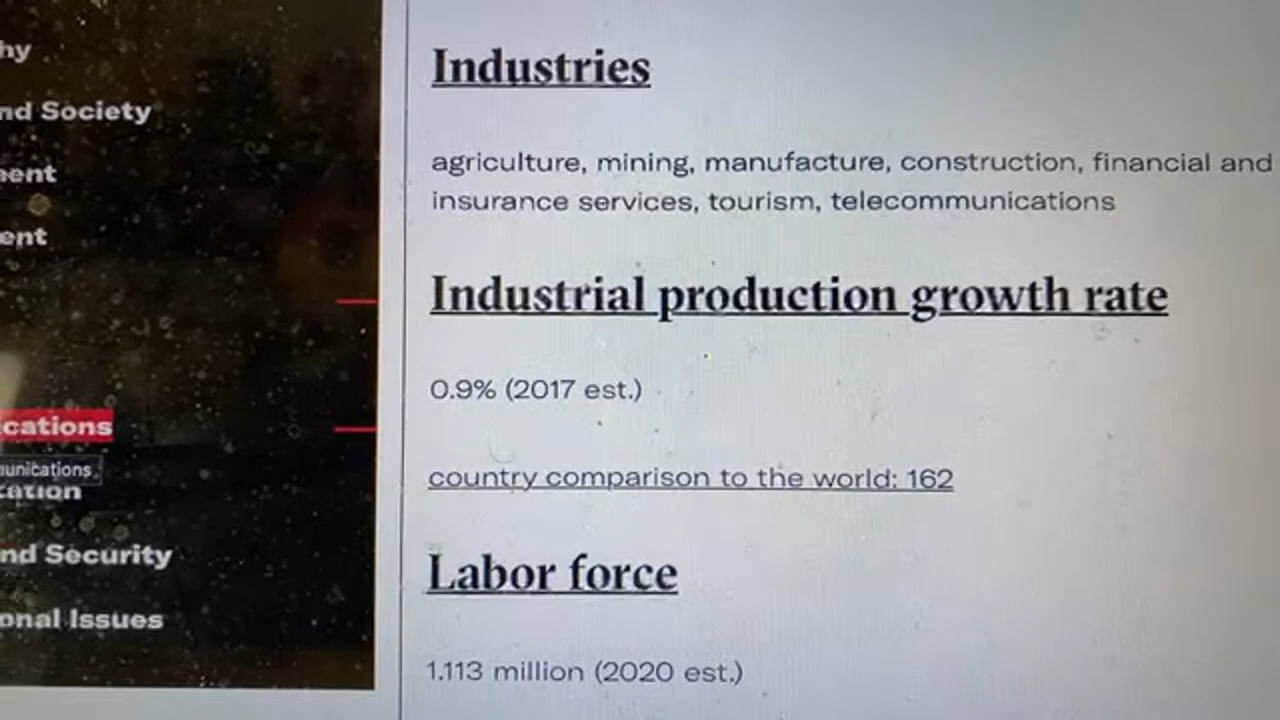 hy
nd Society
ent
ent
cations
unications
cation
nd Security
onal Issues
Industries
agriculture, mining, manufacture, construction, financial and
insurance services, tourism, telecommunications
Industrial production growth rate
0.9% (2017 est.)
country comparison to the world: 162
Labor force
1.113 million (2020 est.)